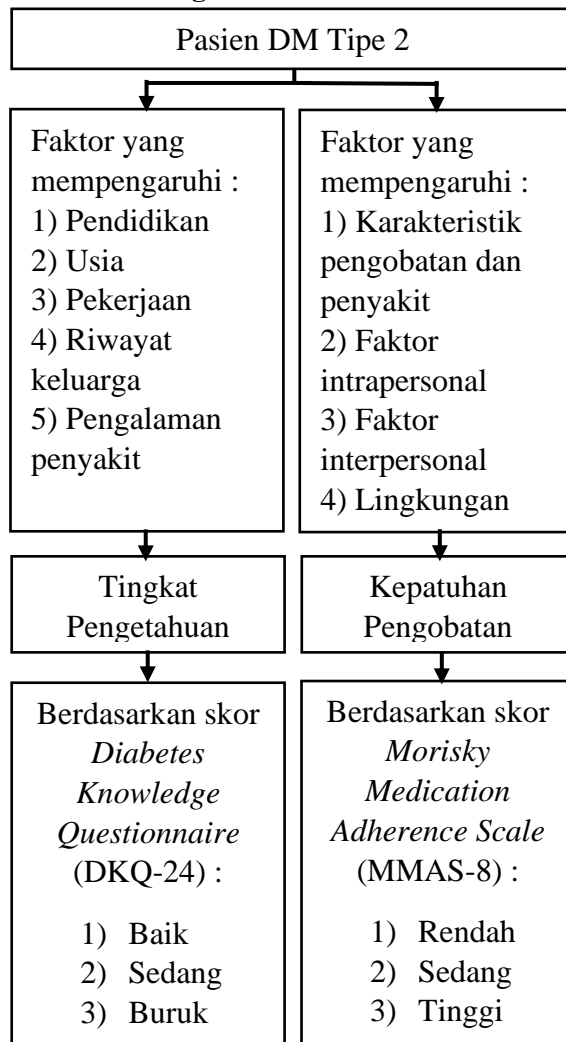 Pasien DM Tipe 2
Faktor yang
mempengaruhi :
1) Pendidikan
2) Usia
3) Pekerjaan
4) Riwayat
keluarga
5) Pengalaman
penyakit
Faktor yang
mempengaruhi :
1) Karakteristik
pengobatan dan
penyakit
2) Faktor
intrapersonal
3) Faktor
interpersonal
4) Lingkungan
Tingkat
Pengetahuan
Kepatuhan
Pengobatan
Berdasarkan skor
Diabetes
Knowledge
Questionnaire
(DKQ-24) :
1) Baik
2) Sedang
3) Buruk
Berdasarkan skor
Morisky
Medication
Adherence Scale
(MMAS-8) :
1) Rendah
2) Sedang
3) Tinggi